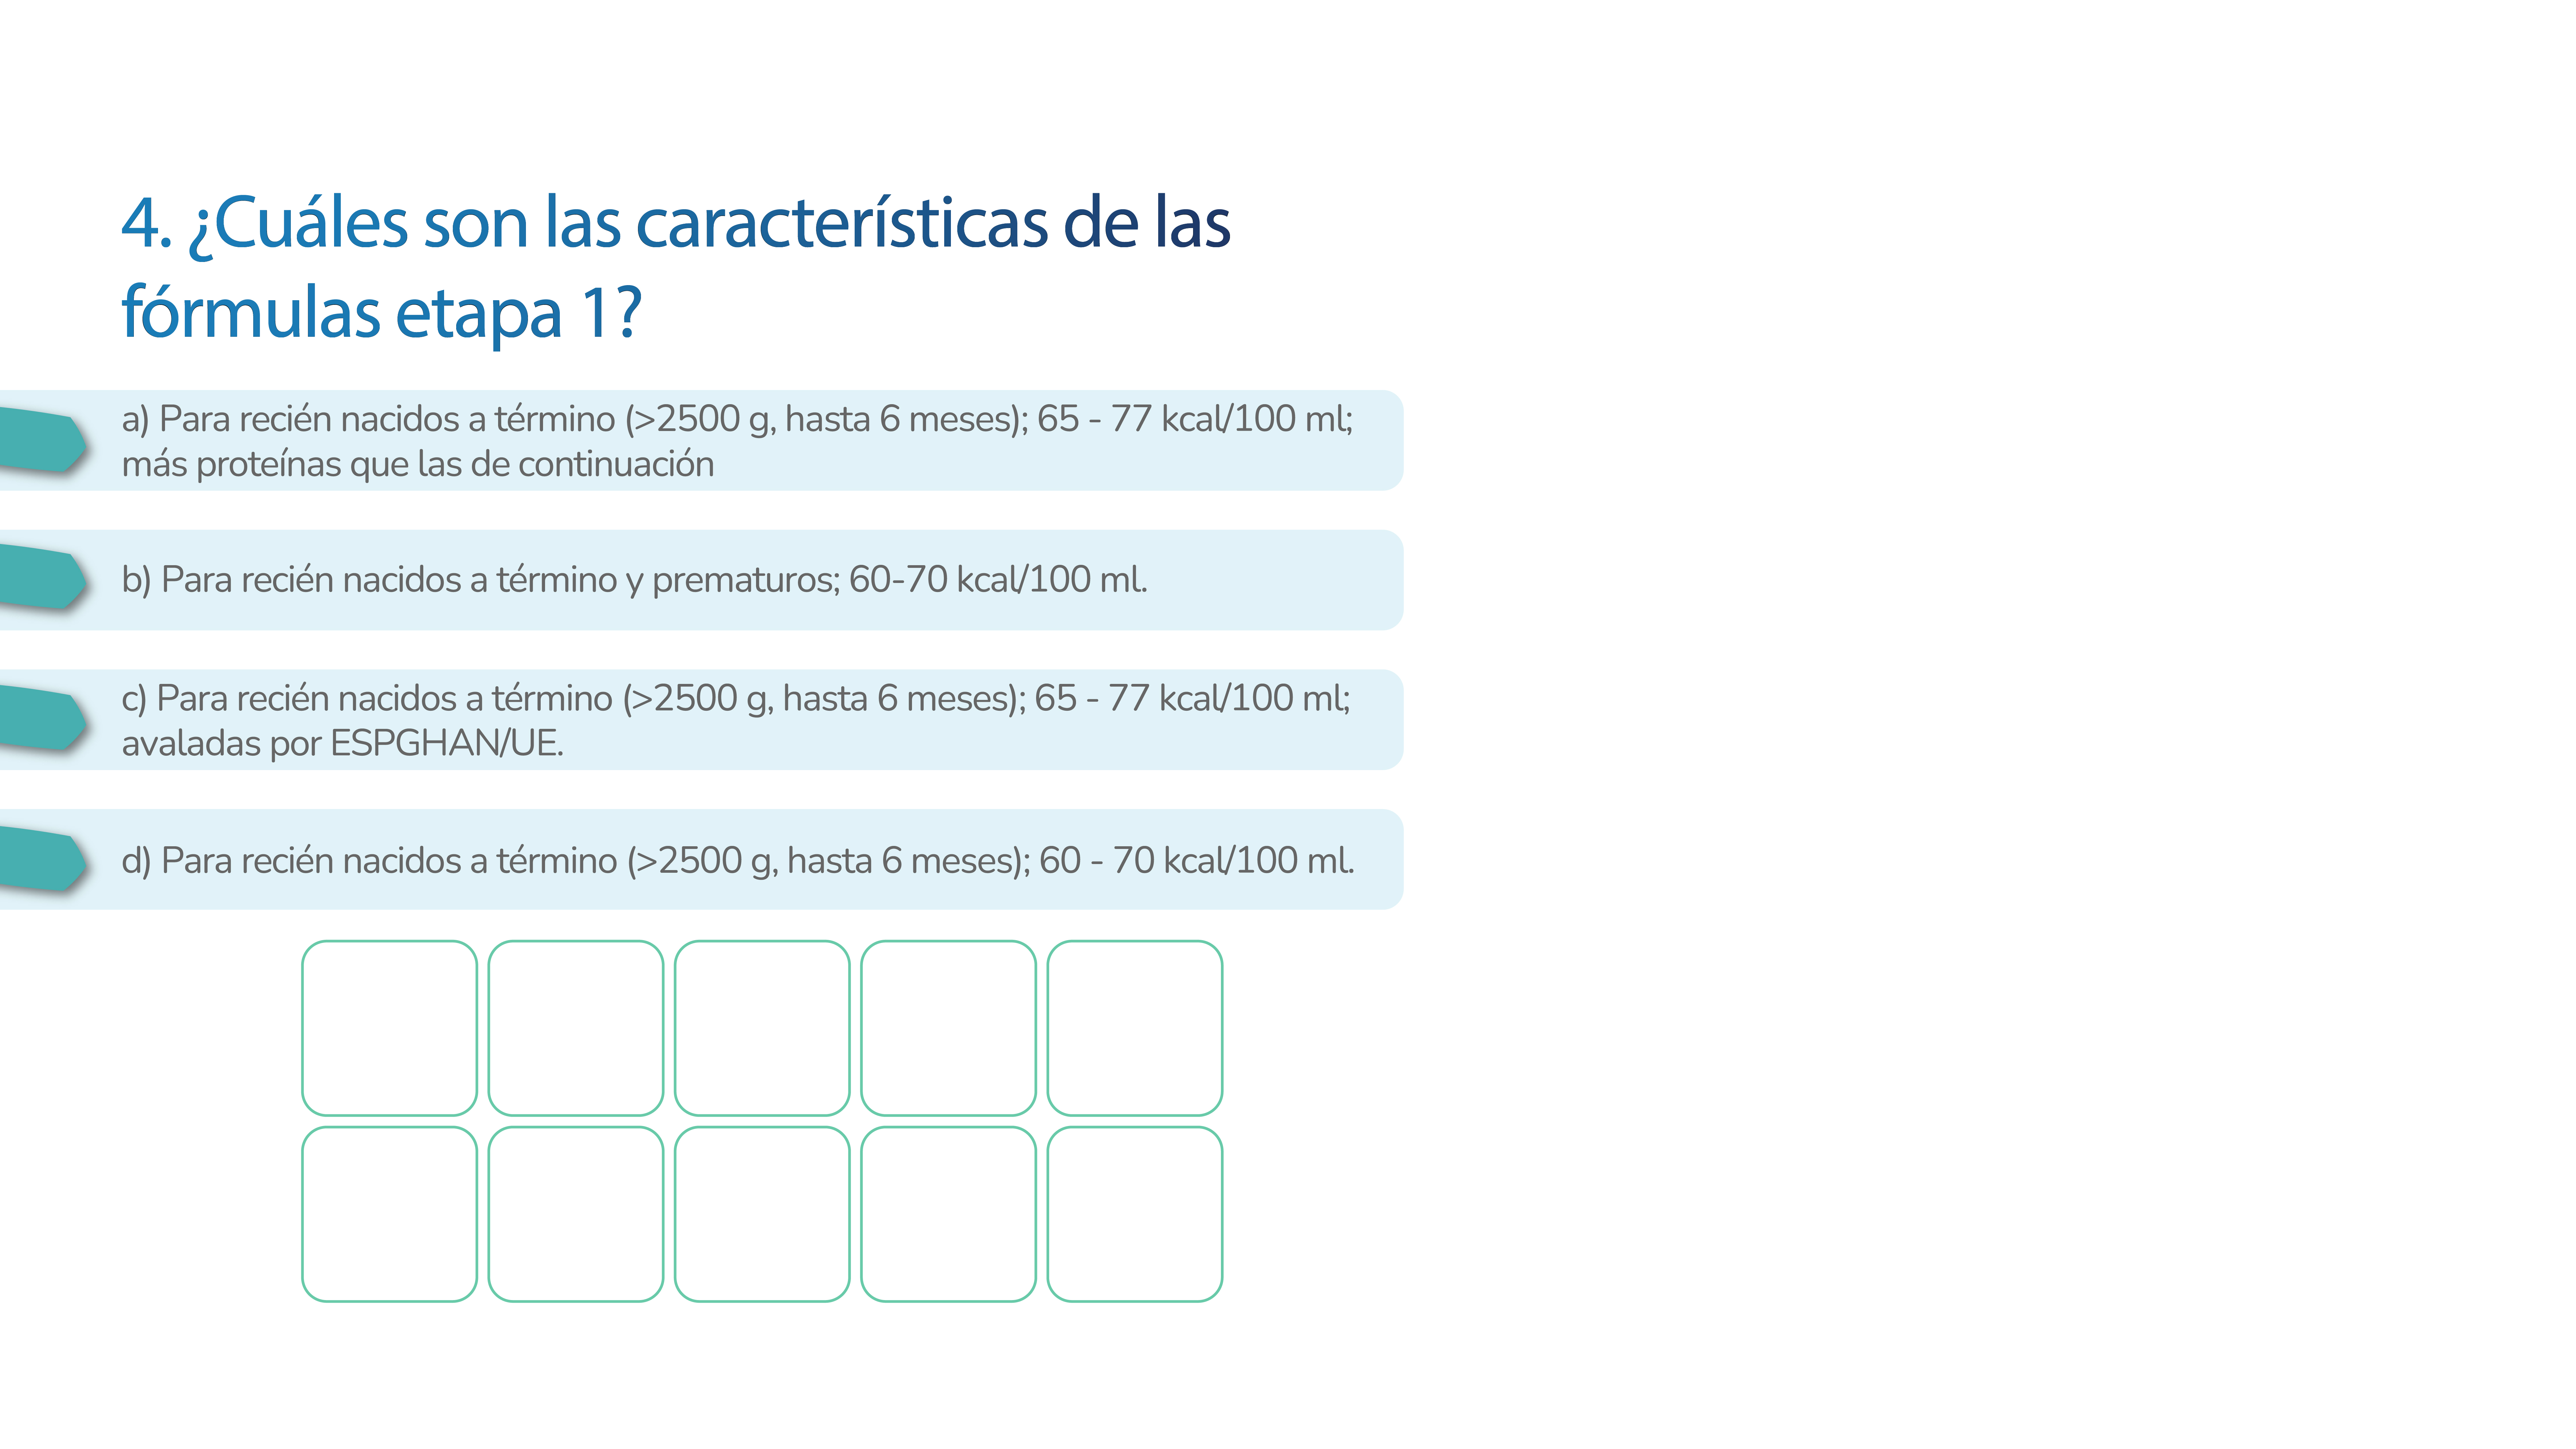 4. ¿Cuáles son las características de las
fórmulas etapa 1?
a) Para recién nacidos a término (>2500 g, hasta 6 meses); 65 - 77 kcal/100 ml;
más proteínas que las de continuación
b) Para recién nacidos a término y prematuros; 60-70 kcal/100 ml.
c) Para recién nacidos a término (>2500 g, hasta 6 meses); 65 - 77 kcal/100 ml;
avaladas por ESPGHAN/UE.
d) Para recién nacidos a término (>2500 g, hasta 6 meses); 60 - 70 kcal/100 ml.